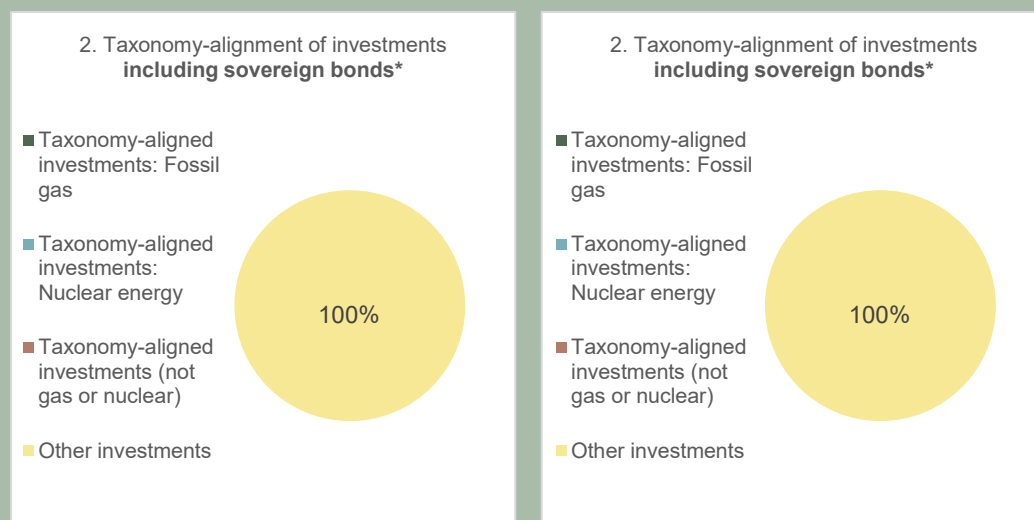 2. Taxonomy-alignment of investments
including sovereign bonds*
Taxonomy-aligned
investments: Fossil
gas
Taxonomy-aligned
investments:
Nuclear energy
Taxonomy-aligned
investments (not
gas or nuclear)
Other investments
100%
2. Taxonomy-alignment of investments
including sovereign bonds*
Taxonomy-aligned
investments: Fossil
gas
Taxonomy-aligned
investments:
Nuclear energy
Taxonomy-aligned
investments (not
gas or nuclear)
Other investments
100%